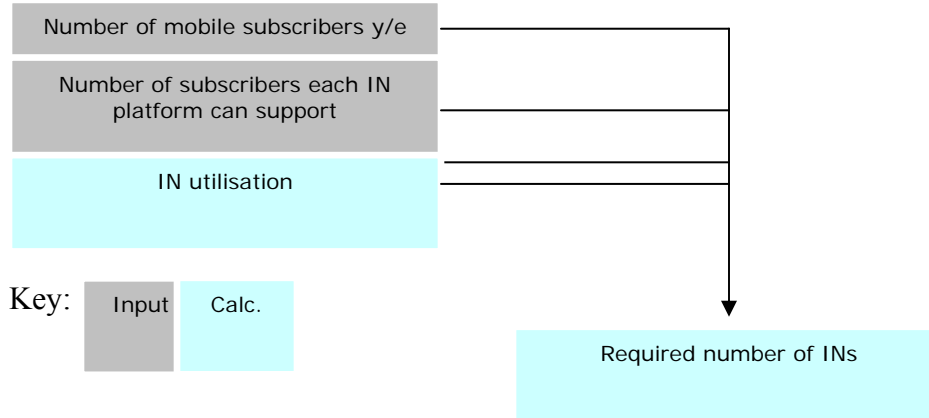 Number of mobile subscribers y/e
Number of subscribers each IN
platform can support
IN utilisation
Key:
Input
Calc.
Required number of INs